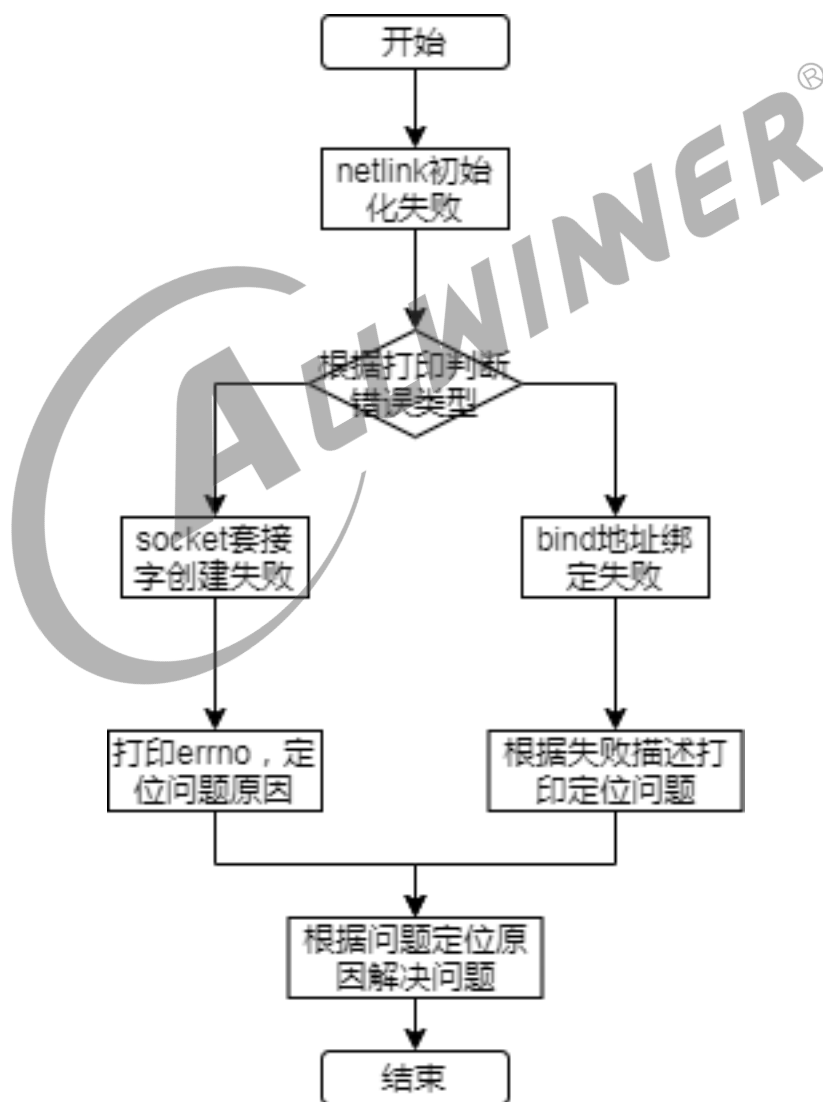 开始
netlink初始
化失败
ALLWINNER®
根据打印判断
错误类型
socket套接
字创建失败
bind地址绑
定失败
打印errno，定
位问题原因
根据失败描述打
印定位问题
根据问题定位原
因解决问题
结束